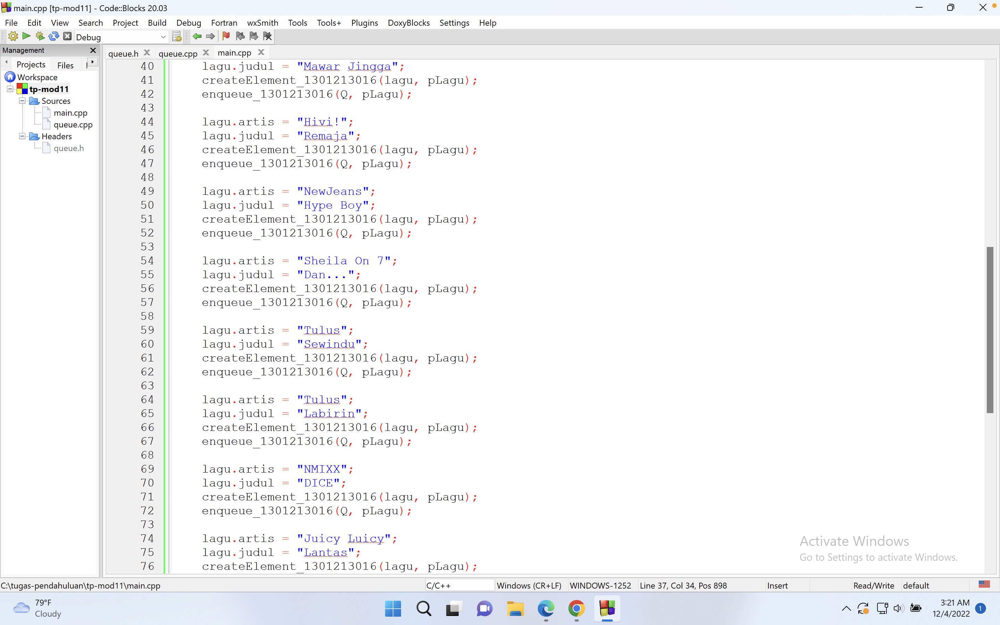 main.cpp [tp-mod11] - Code::Blocks 20.03
File Edit View Search Project Build Debug Fortran wxSmith Tools Tools+ Plugins DoxyBlocks Settings Help
Debug
Management
Projects Files
Workspace
tp-mod11
Sources
main.cpp
queue.cpp
Headers
queue.h
queue.h queue.cpp main.cpp
40 lagu.judul = "Mawar Jingga";
41 createElement_1301213016(lagu, pLagu);
42 enqueue_1301213016(Q, pLagu);
43
44 lagu.artis = "Hivi!";
45 lagu.judul = "Remaja";
46 createElement_1301213016(lagu, pLagu);
47 enqueue_1301213016(Q, pLagu);
48
49 lagu.artis = "NewJeans";
50 lagu.judul = "Hype Boy";
51 createElement_1301213016(lagu, pLagu);
52 enqueue_1301213016(Q, pLagu);
53
54 lagu.artis = "Sheila On 7";
55 lagu.judul = "Dan...";
56 createElement_1301213016(lagu, pLagu);
57 enqueue_1301213016(Q, pLagu);
58
59 lagu.artis = "Tulus";
60 lagu.judul = "Sewindu";
61 createElement_1301213016(lagu, pLagu);
62 enqueue_1301213016(Q, pLagu);
63
64 lagu.artis = "Tulus";
65 lagu.judul = "Labirin";
66 createElement_1301213016(lagu, pLagu);
67 enqueue_1301213016(Q, pLagu);
68
69 lagu.artis = "NMIXX";
70 lagu.judul = "DICE";
71 createElement_1301213016(lagu, pLagu);
72 enqueue_1301213016(Q, pLagu);
73
74 lagu.artis = "Juicy Luicy";
75 lagu.judul = "Lantas";
76 createElement_1301213016(lagu, pLagu);
Activate Windows
Go to Settings to activate Windows.
C:\tugas-pendahuluan\tp-mod11\main.cpp C/C++ Windows (CR+LF) WINDOWS-1252 Line 37, Col 34, Pos 898 Insert Read/Write default
79°F
Cloudy
3:21 AM
12/4/2022
1